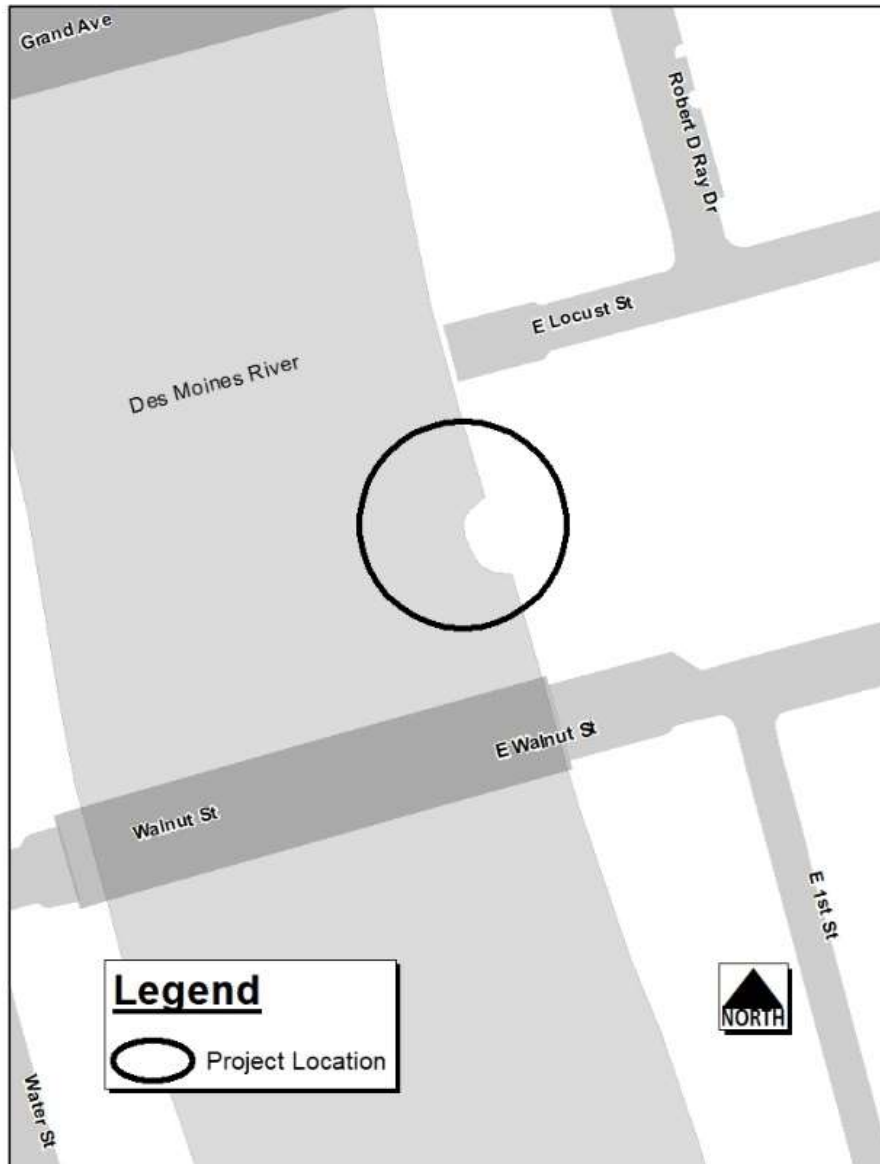 Grand Ave
Robert D Ray Dr
E Locust St
Des Moines River
E Walnut St
Walnut St
E 1st St
Legend
Project Location
NORTH
Water St